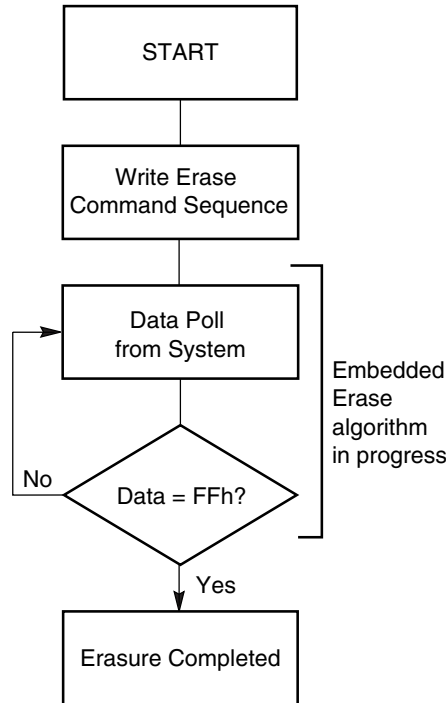 START
Write Erase
Command Sequence
Data Poll
from System
Embedded
Erase
algorithm
in progress
No
Data = FFh?
Yes
Erasure Completed